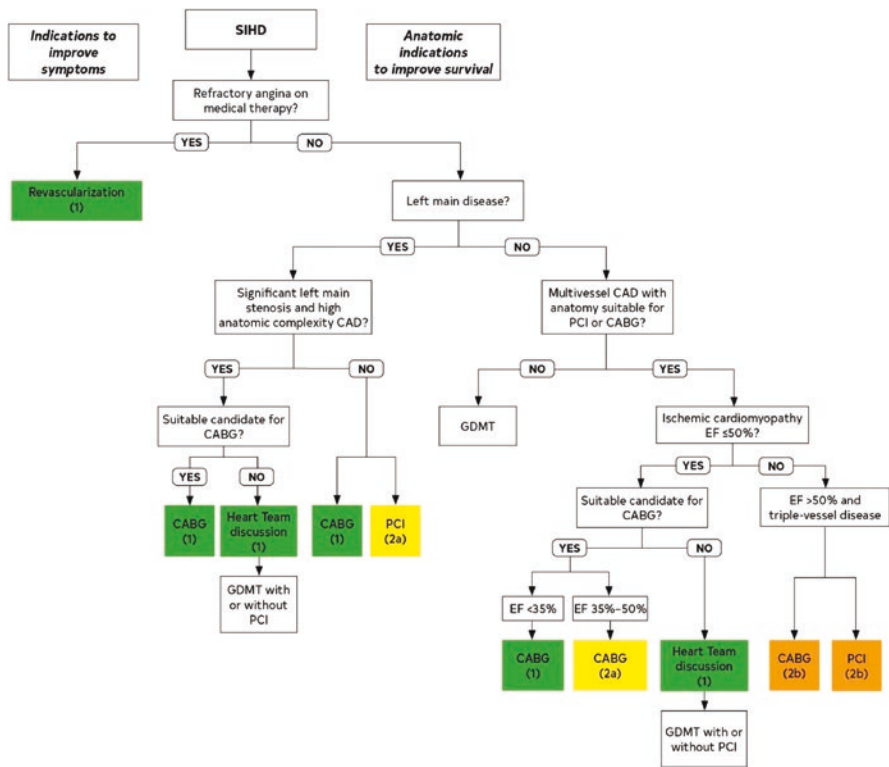 Indications to
improve
symptoms
SIHD
Anatomic
indications
to improve survival
Refractory angina on
medical therapy?
YES
NO
Revascularization
(1)
Left main disease?
YES
NO
Significant left main
stenosis and high
anatomic complexity CAD?
Multivessel CAD with
anatomy suitable for
PCI or CABG?
YES
NO
NO
YES
Suitable candidate for
CABG?
GDMT
Ischemic cardiomyopathy
EF ≤50%?
YES
NO
YES
NO
CABG
(1)
Heart Team
discussion
(1)
CABG
(1)
PCI
(2a)
Suitable candidate for
CABG?
EF >50% and
triple-vessel disease
GDMT with
or without
PCI
YES
NO
EF <35%
EF 35%–50%
CABG
(1)
CABG
(2a)
Heart Team
discussion
(1)
CABG
(2b)
PCI
(2b)
GDMT with or
without PCI